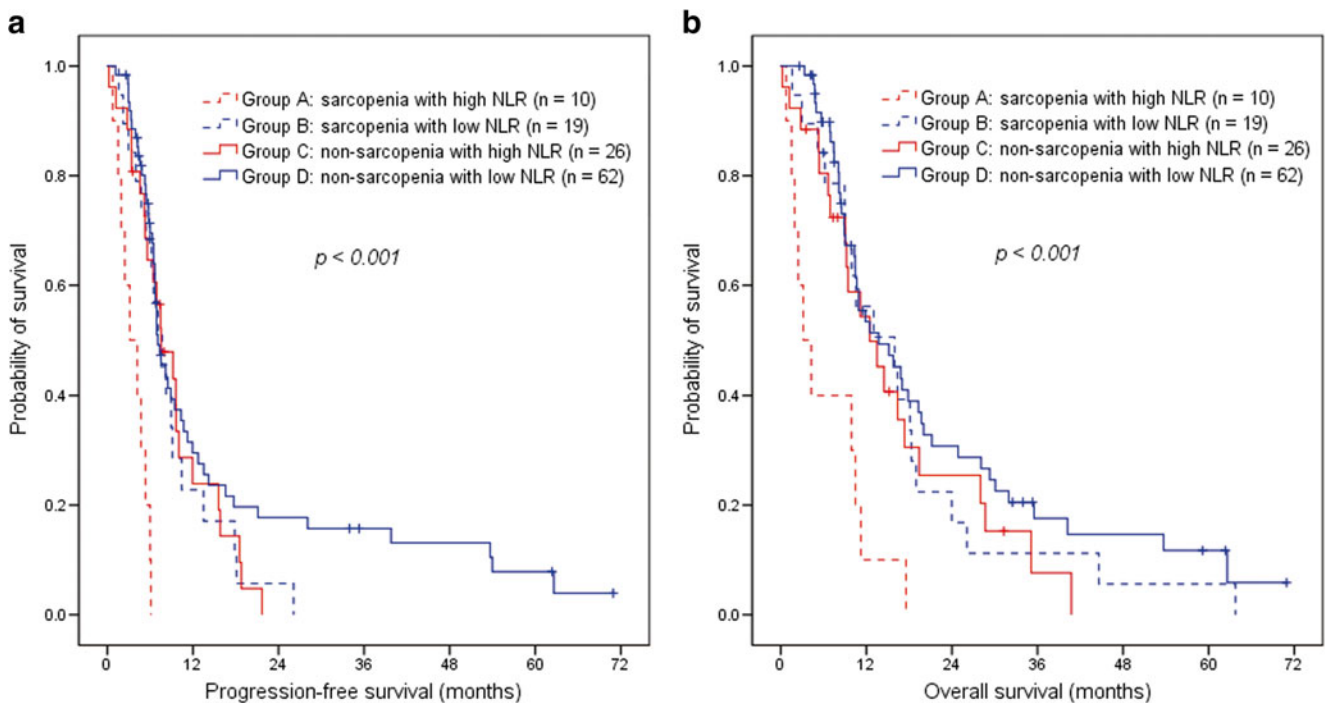 a
1.0
0.8
0.6
0.4
0.2
0.0
Probability of survival
Group A: sarcopenia with high NLR (n = 10)
Group B: sarcopenia with low NLR (n = 19)
Group C: non-sarcopenia with high NLR (n = 26)
Group D: non-sarcopenia with low NLR (n = 62)
p < 0.001
0 12 24 36 48 60 72
Progression-free survival (months)
b
1.0
0.8
0.6
0.4
0.2
0.0
Probability of survival
Group A: sarcopenia with high NLR (n = 10)
Group B: sarcopenia with low NLR (n = 19)
Group C: non-sarcopenia with high NLR (n = 26)
Group D: non-sarcopenia with low NLR (n = 62)
p < 0.001
0 12 24 36 48 60 72
Overall survival (months)